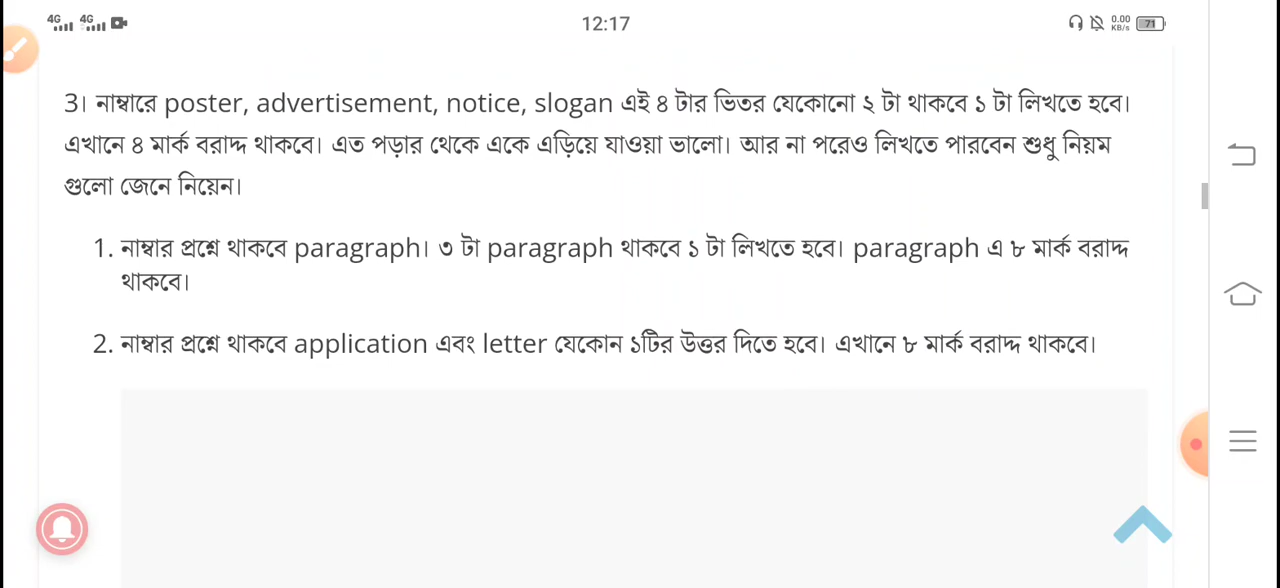 4G 4G 12:17 0.00 KB/s 71
3। নাম্বারে poster, advertisement, notice, slogan এই ৪ টার ভিতর যেকোনো ২ টা থাকবে ১ টা লিখতে হবে।
এখানে ৪ মার্ক বরাদ্দ থাকবে। এত পড়ার থেকে একে এড়িয়ে যাওয়া ভালো। আর না পরেও লিখতে পারবেন শুধু নিয়ম
গুলো জেনে নিয়েন।
1. নাম্বার প্রশ্নে থাকবে paragraph। ৩ টা paragraph থাকবে ১ টা লিখতে হবে। paragraph এ ৮ মার্ক বরাদ্দ
থাকবে।
2. নাম্বার প্রশ্নে থাকবে application এবং letter যেকোন ১টির উত্তর দিতে হবে। এখানে ৮ মার্ক বরাদ্দ থাকবে।